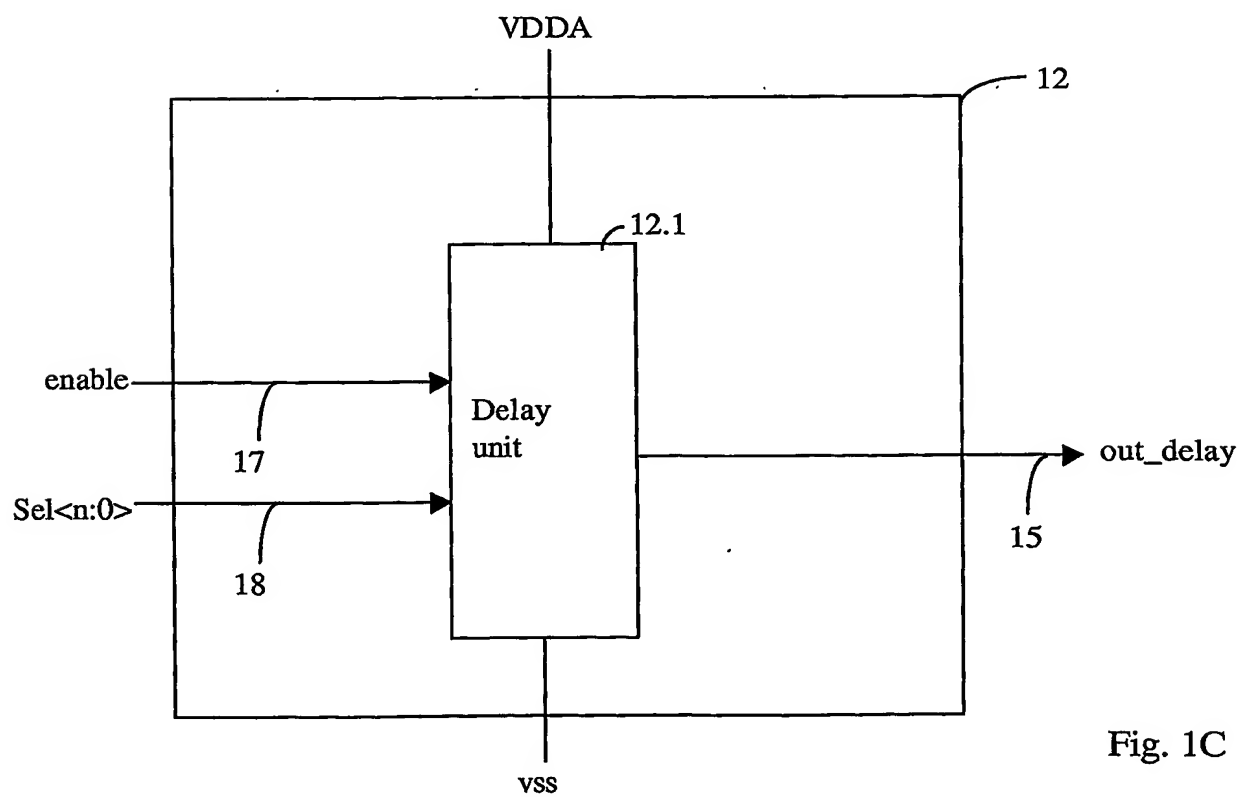 VDDA
12
12.1
enable
Delay
unit
17
out_delay
Sel<n:0>
15
18
Fig. 1C
vss